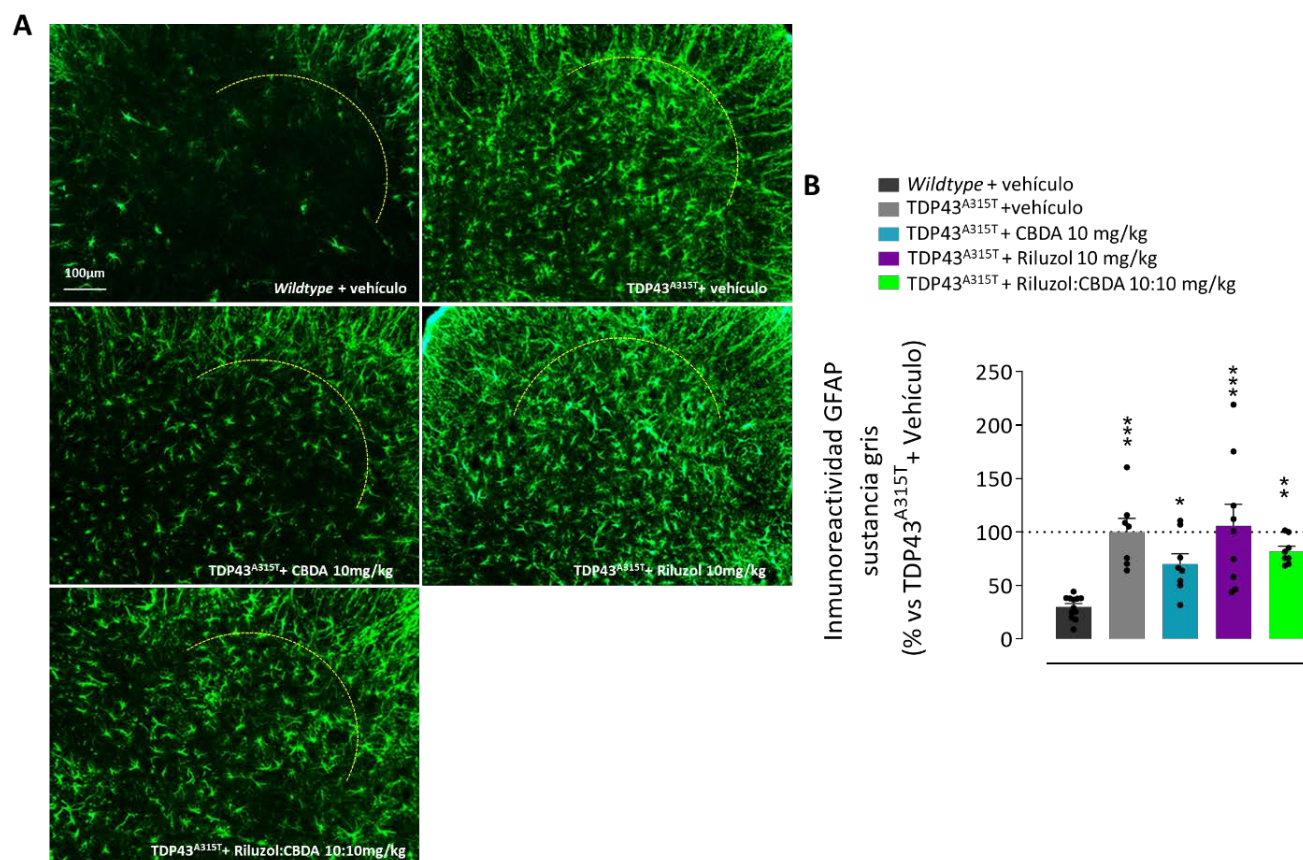 A
100µm
Wildtype + vehículo
TDP43A315T+ vehículo
TDP43A315T+ CBDA 10mg/kg
TDP43A315T+ Riluzol 10mg/kg
TDP43A315T+ Riluzol:CBDA 10:10mg/kg
B
Wildtype + vehículo
TDP43A315T +vehículo
TDP43A315T + CBDA 10 mg/kg
TDP43A315T + Riluzol 10 mg/kg
TDP43A315T + Riluzol:CBDA 10:10 mg/kg
Inmunoreactividad GFAP
sustancia gris
(% vs TDP43A315T + Vehículo)
250
200
150
100
50
0
***
*
***
**